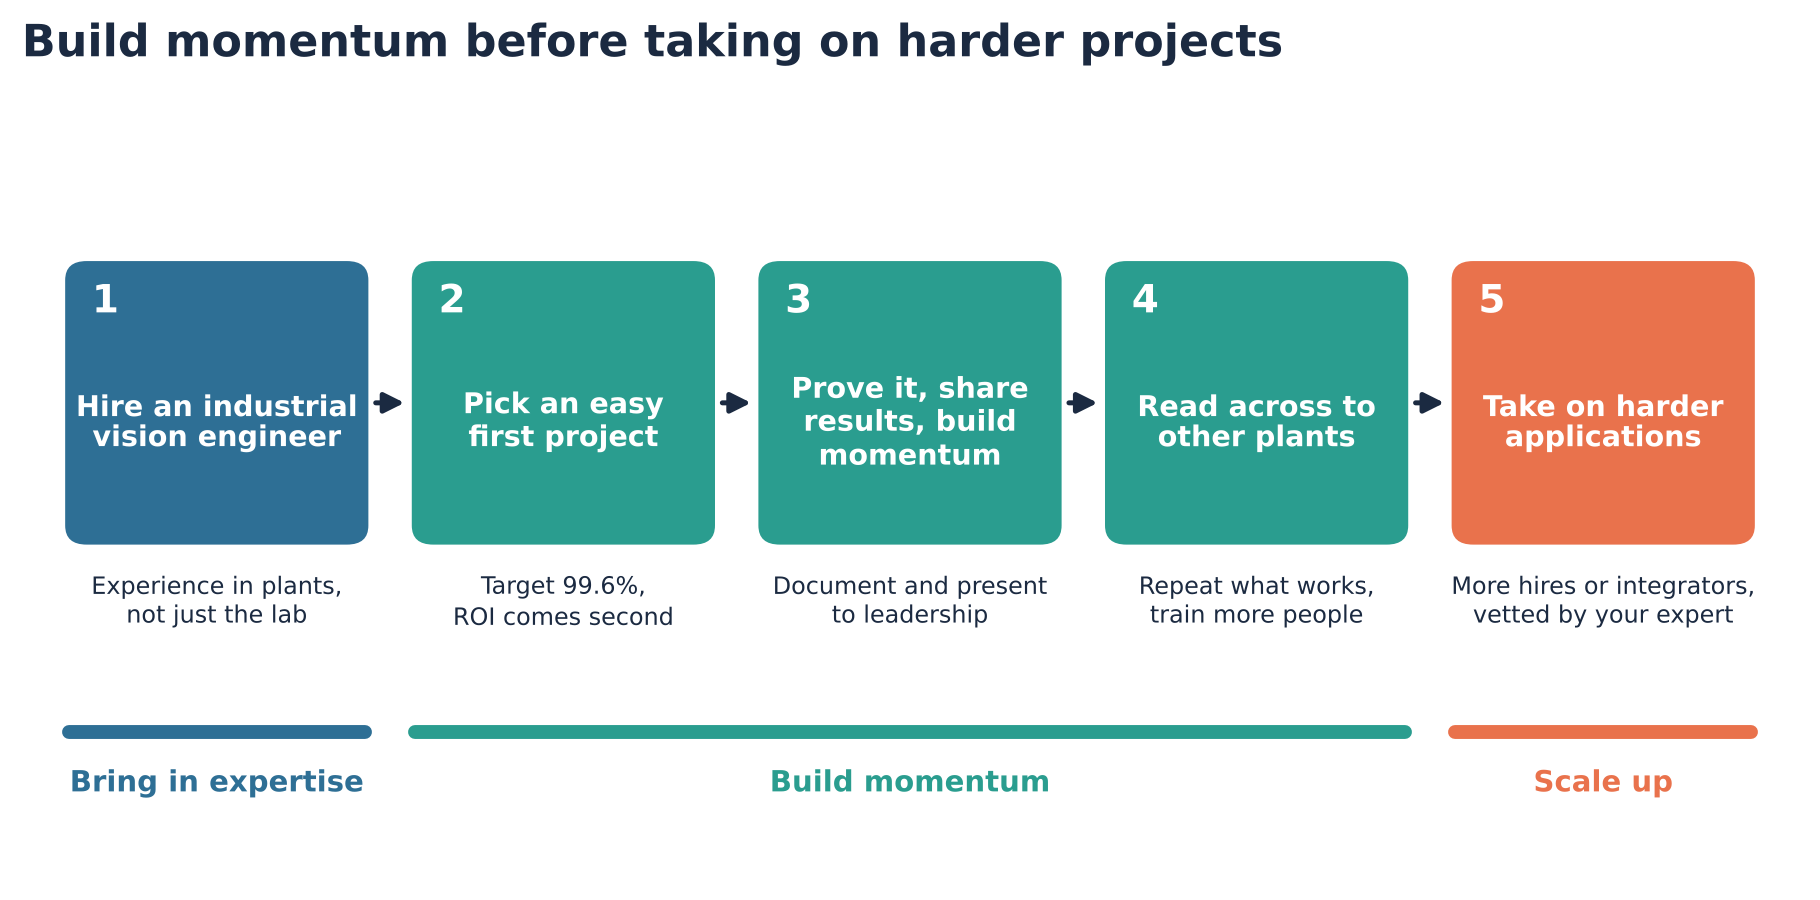 Build momentum before taking on harder projects
1
Hire an industrial
vision engineer
Experience in plants,
not just the lab
2
Pick an easy
first project
Target 99.6%,
ROI comes second
3
Prove it, share
results, build
momentum
Document and present
to leadership
4
Read across to
other plants
Repeat what works,
train more people
5
Take on harder
applications
More hires or integrators,
vetted by your expert
Bring in expertise
Build momentum
Scale up